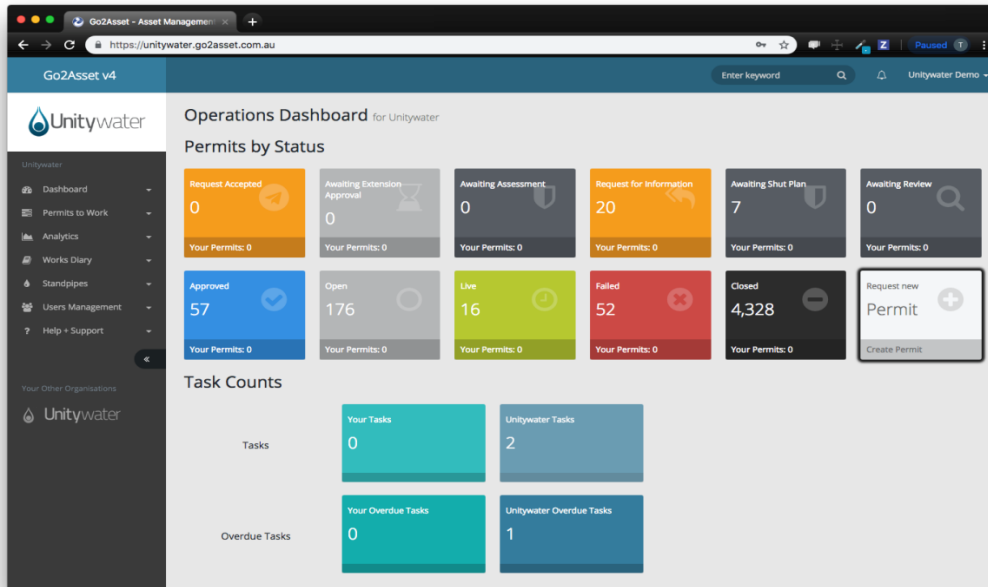 Go2Asset - Asset Managemen
https://unitywater.go2asset.com.au
Z
Paused
T
Go2Asset v4
Enter keyword
Unitywater Demo
Unitywater
Unitywater
Dashboard
Permits to Work
Analytics
Works Diary
Standpipes
Users Management
? Help + Support
«
Your Other Organisations
Unitywater
Operations Dashboard for Unitywater
Permits by Status
Request Accepted
0
Your Permits: 0
Awaiting Extension
Approval
0
Your Permits: 0
Awaiting Assessment
0
Your Permits: 0
Request for Information
20
Your Permits: 0
Awaiting Shut Plan
7
Your Permits: 0
Awaiting Review
0
Your Permits: 0
Approved
57
Your Permits: 0
Open
176
Your Permits: 0
Live
16
Your Permits: 0
Failed
52
Your Permits: 0
Closed
4,328
Your Permits: 0
Request new
Permit
Create Permit
Task Counts
Tasks
Your Tasks
0
Unitywater Tasks
2
Overdue Tasks
Your Overdue Tasks
0
Unitywater Overdue Tasks
1